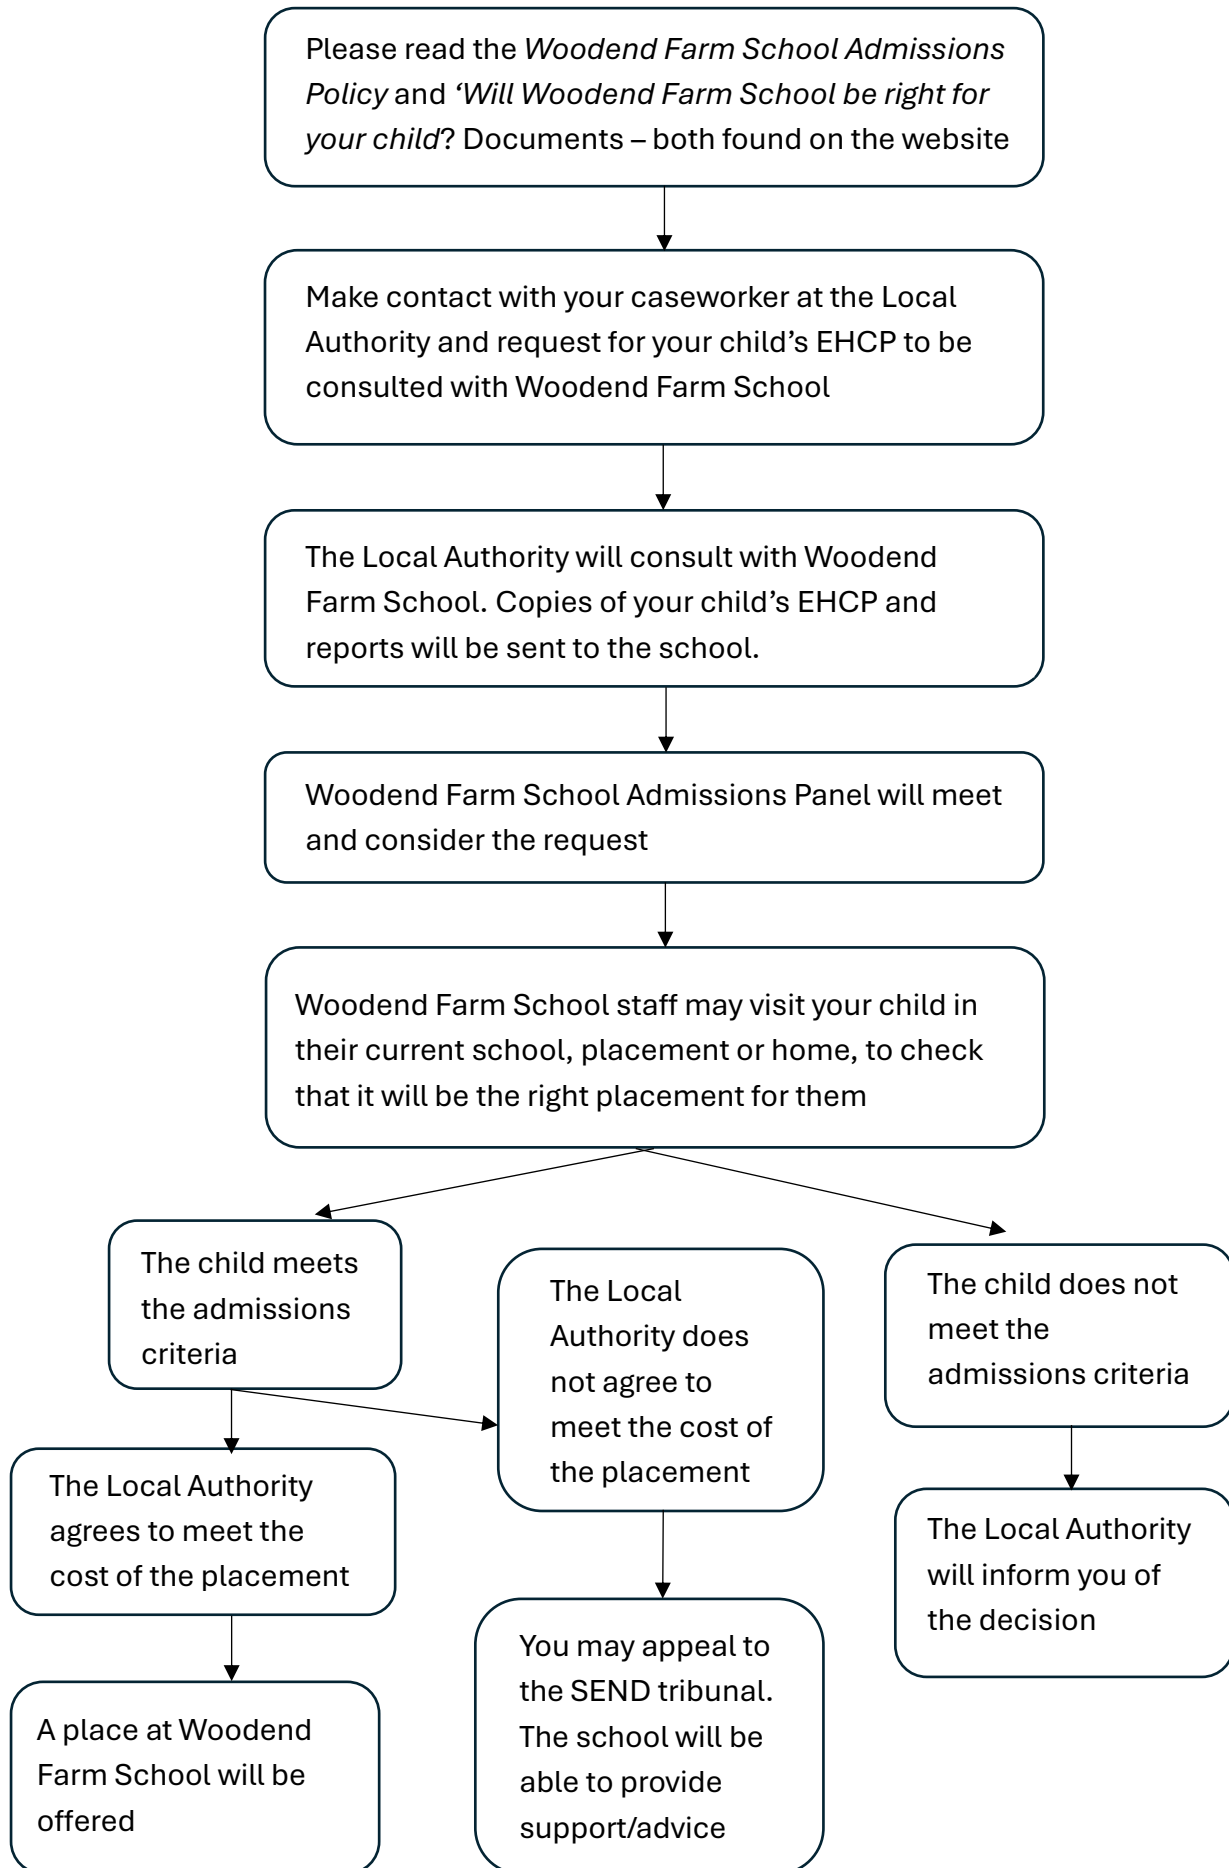 Please read the Woodend Farm School Admissions
Policy and ‘Will Woodend Farm School be right for
your child? Documents – both found on the website
Make contact with your caseworker at the Local
Authority and request for your child’s EHCP to be
consulted with Woodend Farm School
The Local Authority will consult with Woodend
Farm School. Copies of your child’s EHCP and
reports will be sent to the school.
Woodend Farm School Admissions Panel will meet
and consider the request
Woodend Farm School staff may visit your child in
their current school, placement or home, to check
that it will be the right placement for them
The child meets
the admissions
criteria
The Local
Authority does
not agree to
meet the cost of
the placement
The child does not
meet the
admissions criteria
The Local Authority
agrees to meet the
cost of the placement
The Local Authority
will inform you of
the decision
A place at Woodend
Farm School will be
offered
You may appeal to
the SEND tribunal.
The school will be
able to provide
support/advice